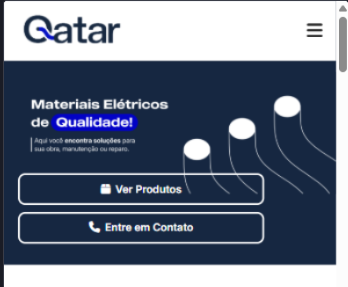 Qatar
Materiais Elétricos
de Qualidade!
Aqui você encontra soluções para
sua obra, manutenção ou reparo.
Ver Produtos
Entre em Contato